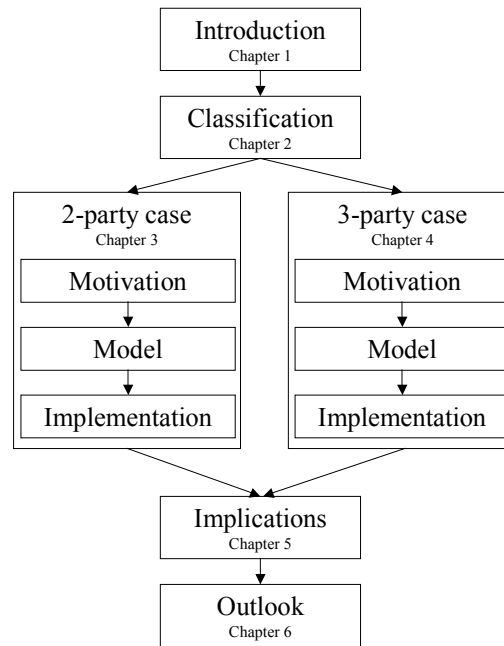 Introduction
Chapter 1
Classification
Chapter 2
2-party case
Chapter 3
Motivation
Model
Implementation
3-party case
Chapter 4
Motivation
Model
Implementation
Implications
Chapter 5
Outlook
Chapter 6